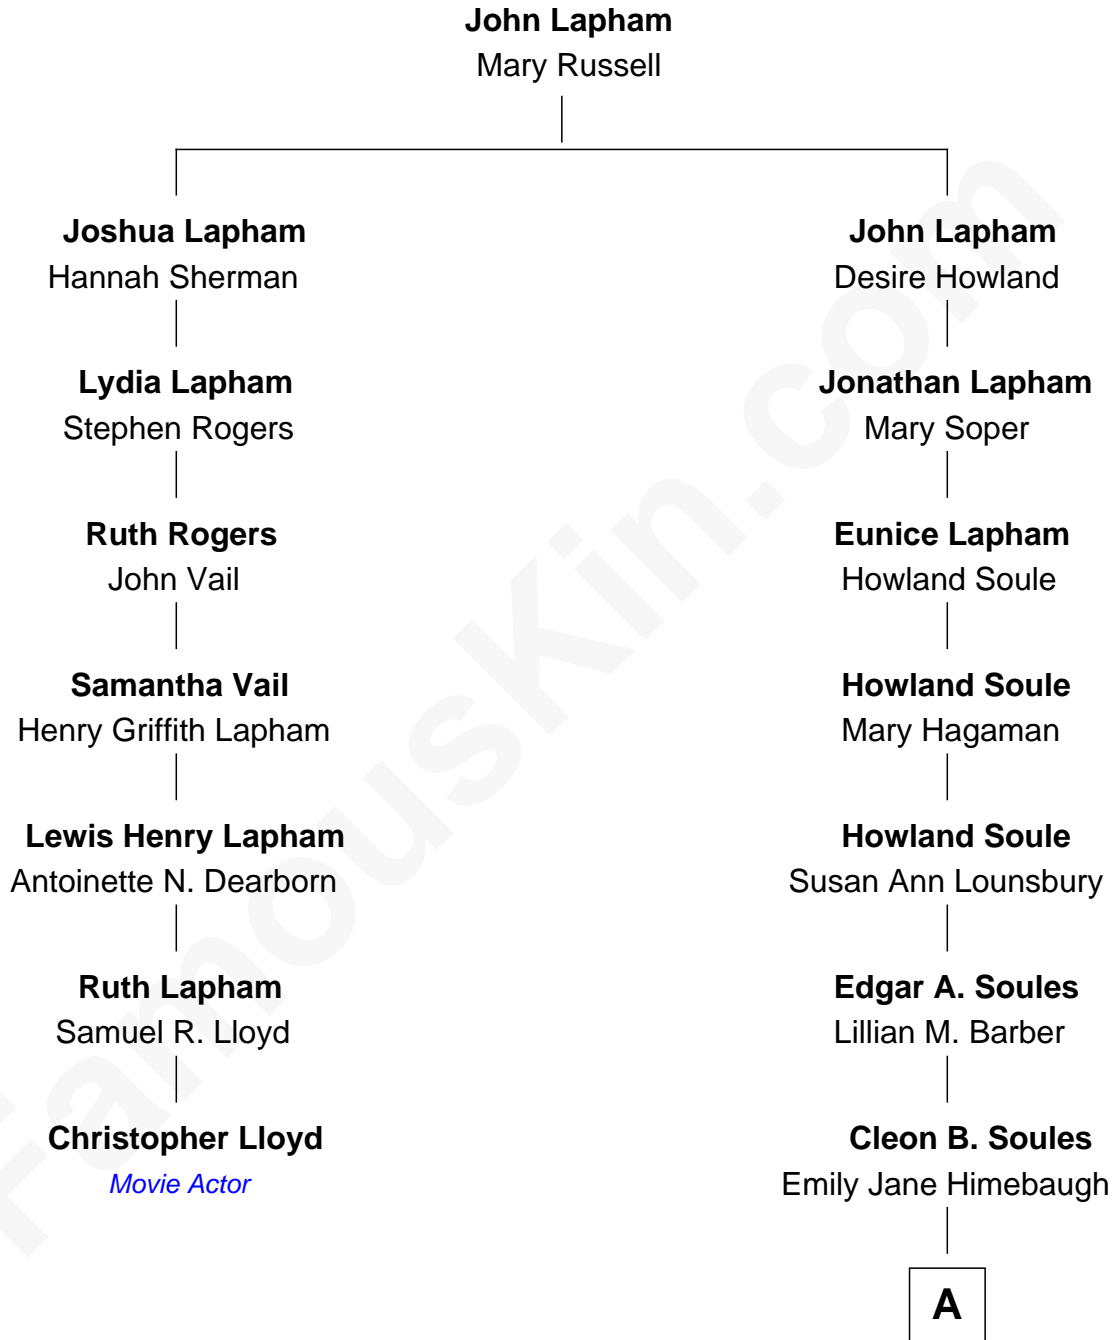 John Lapham
Mary Russell
Joshua Lapham
Hannah Sherman
John Lapham
Desire Howland
Lydia Lapham
Stephen Rogers
Jonathan Lapham
Mary Soper
Ruth Rogers
John Vail
Eunice Lapham
Howland Soule
Samantha Vail
Henry Griffith Lapham
Howland Soule
Mary Hagaman
Lewis Henry Lapham
Antoinette N. Dearborn
Howland Soule
Susan Ann Lounsbury
Ruth Lapham
Samuel R. Lloyd
Edgar A. Soules
Lillian M. Barber
Christopher Lloyd
Movie Actor
Cleon B. Soules
Emily Jane Himebaugh
A
FamousKin.com